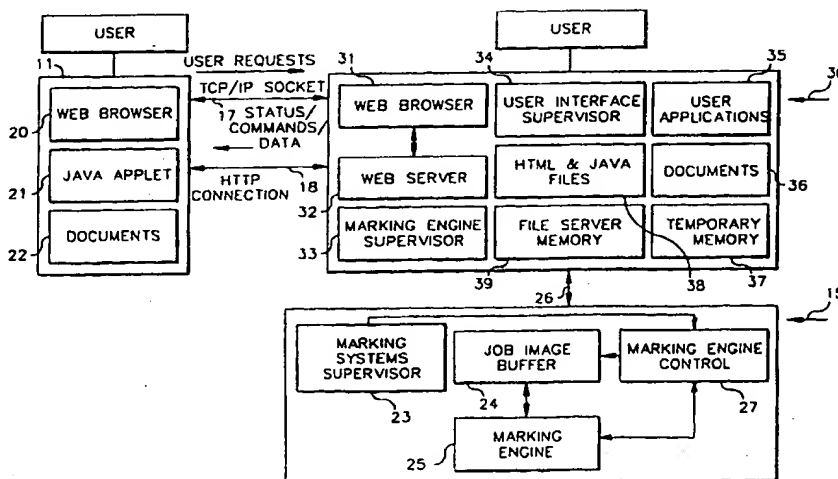 USER
USER
11
USER REQUESTS
TCP/IP SOCKET
17
STATUS/
COMMANDS/
DATA
HTTP
CONNECTION
18
20
WEB BROWSER
21
JAVA APPLET
22
DOCUMENTS
31
WEB BROWSER
34
USER INTERFACE
SUPERVISOR
35
USER
APPLICATIONS
WEB SERVER
32
HTML & JAVA
FILES
DOCUMENTS
36
33
MARKING ENGINE
SUPERVISOR
FILE SERVER
MEMORY
39
38
TEMPORARY
MEMORY
37
26
15
MARKING
SYSTEMS
SUPERVISOR
23
JOB IMAGE
BUFFER
24
MARKING ENGINE
CONTROL
27
MARKING
ENGINE
25